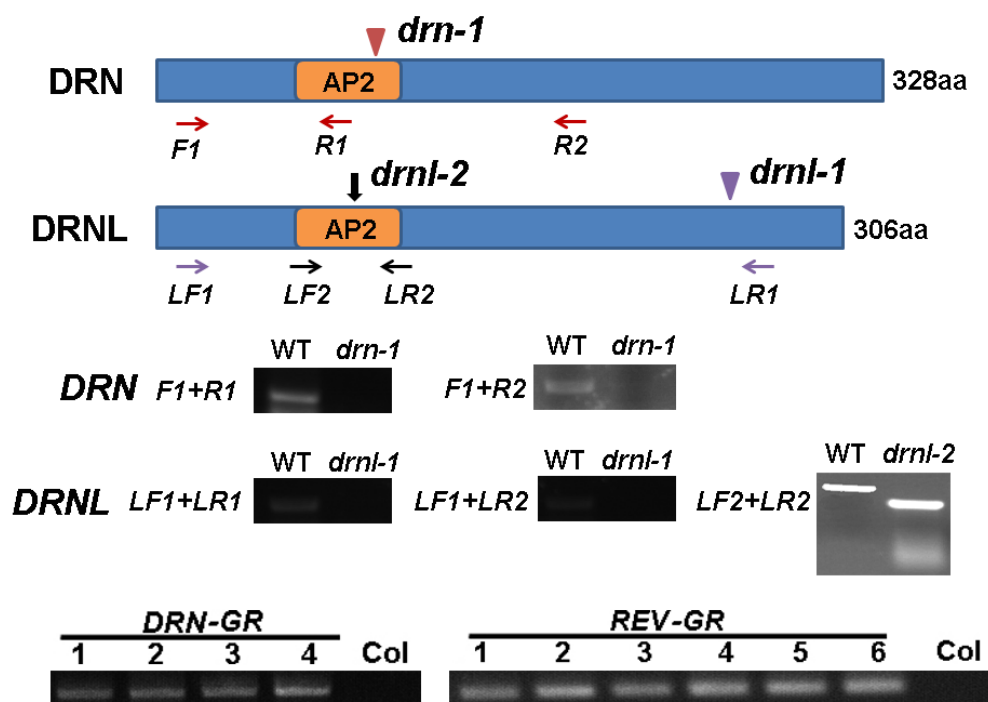 drn-1
DRN AP2 328aa
F1 R1 R2
drnl-2 drnl-1
DRNL AP2 306aa
LF1 LF2 LR2 LR1
WT drn-1 WT drn-1
DRN F1+R1 F1+R2
WT drnl-1 WT drnl-1 WT drnl-2
DRNL LF1+LR1 LF1+LR2 LF2+LR2
DRN-GR REV-GR
1 2 3 4 Col 1 2 3 4 5 6 Col